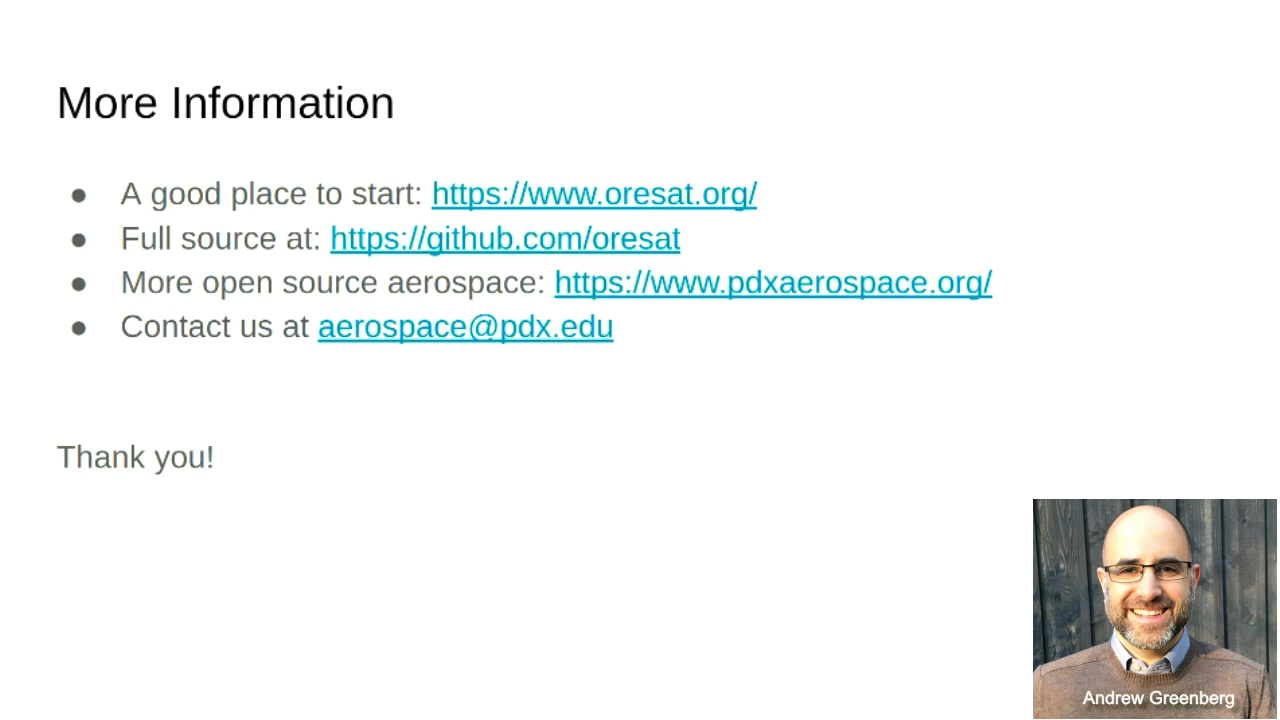 More Information
● A good place to start: https://www.oresat.org/
● Full source at: https://github.com/oresat
● More open source aerospace: https://www.pdxaerospace.org/
● Contact us at aerospace@pdx.edu
Thank you!
Andrew Greenberg